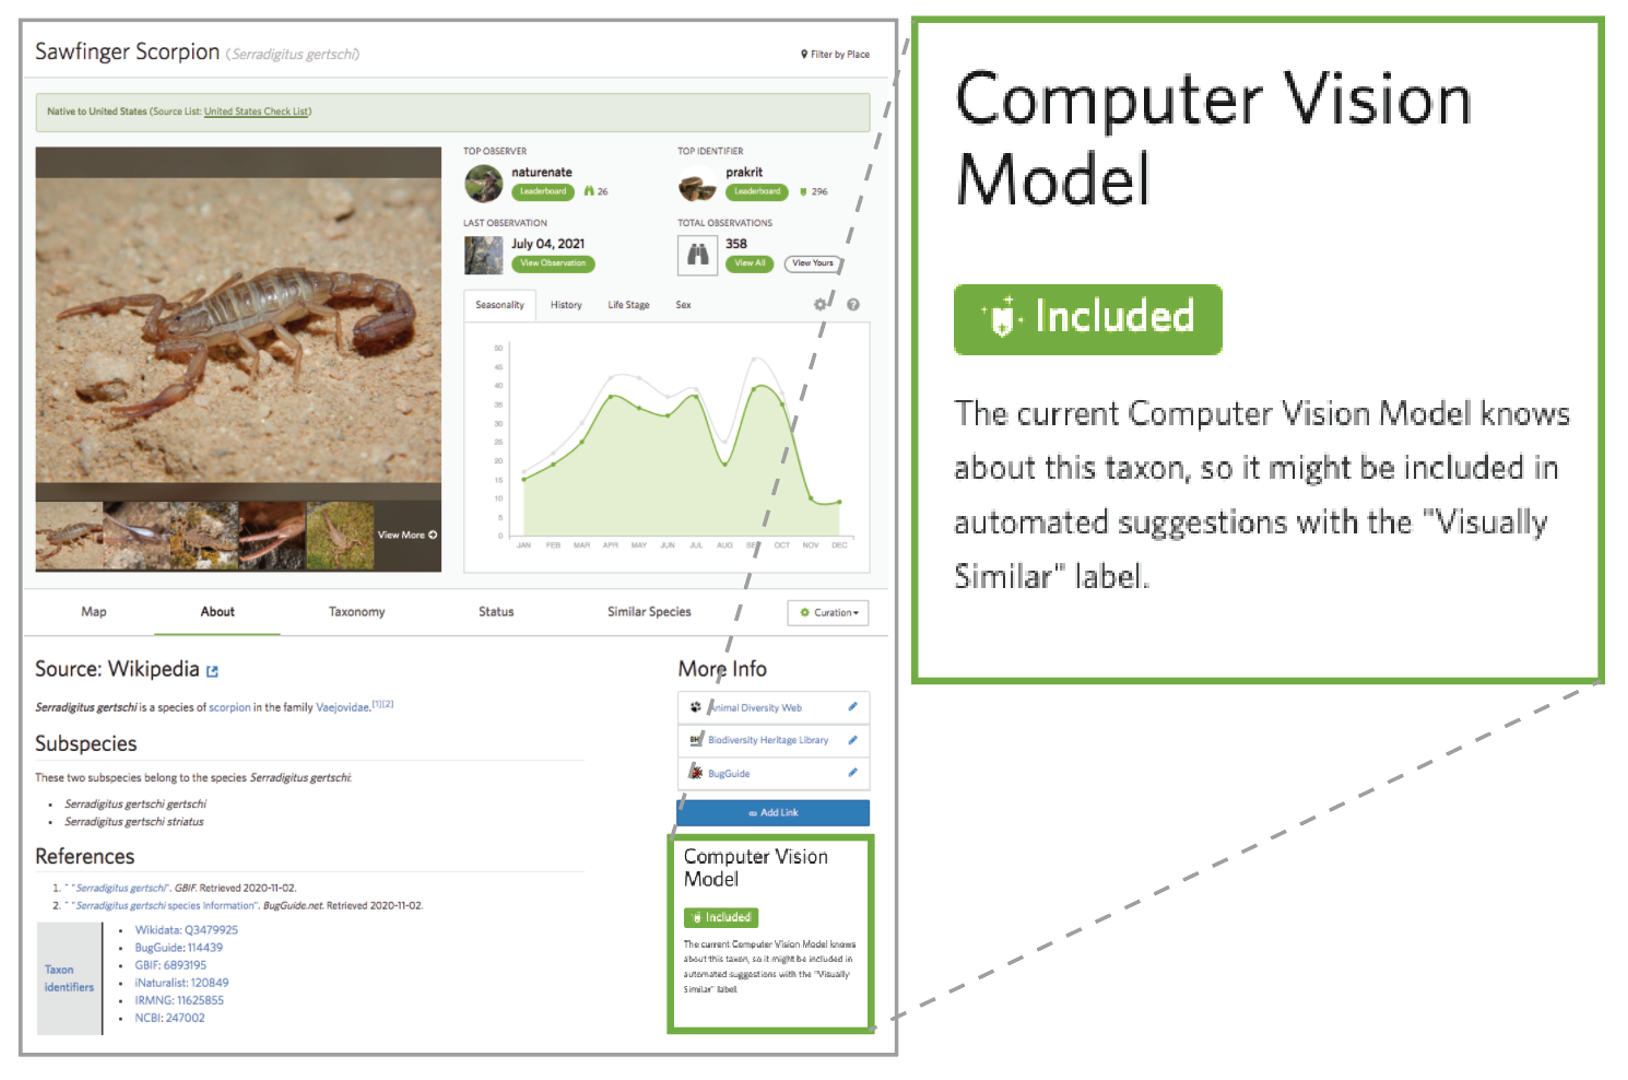 Sawfinger Scorpion (Serradigitus gertschi)
Filter by Place
Native to United States (Source List: United States Check List)
TOP OBSERVER
naturenate
Leaderboard 26
TOP IDENTIFIER
prakrit
Leaderboard 296
LAST OBSERVATION
July 04, 2021
View Observation
TOTAL OBSERVATIONS
358
View All View Yours
Seasonality History Life Stage Sex
50
45
40
35
30
25
20
15
10
5
0
JAN FEB MAR APR MAY JUN JUL AUG SEP OCT NOV DEC
View More
Map About Taxonomy Status Similar Species Curation
Source: Wikipedia
Serradigitus gertschi is a species of scorpion in the family Vaejovidae.[1][2]
Subspecies
These two subspecies belong to the species Serradigitus gertschi:
• Serradigitus gertschi gertschi
• Serradigitus gertschi striatus
References
1. ^ "Serradigitus gertschi". GBIF. Retrieved 2020-11-02.
2. ^ "Serradigitus gertschi species Information". BugGuide.net. Retrieved 2020-11-02.
Taxon
identifiers
• Wikidata: Q3479925
• BugGuide: 114439
• GBIF: 6893195
• iNaturalist: 120849
• IRMNG: 11625855
• NCBI: 247002
More Info
Animal Diversity Web
Biodiversity Heritage Library
BugGuide
Add Link
Computer Vision
Model
Included
The current Computer Vision Model knows
about this taxon, so it might be included in
automated suggestions with the "Visually
Similar" label.
Computer Vision
Model
Included
The current Computer Vision Model knows
about this taxon, so it might be included in
automated suggestions with the "Visually
Similar" label.